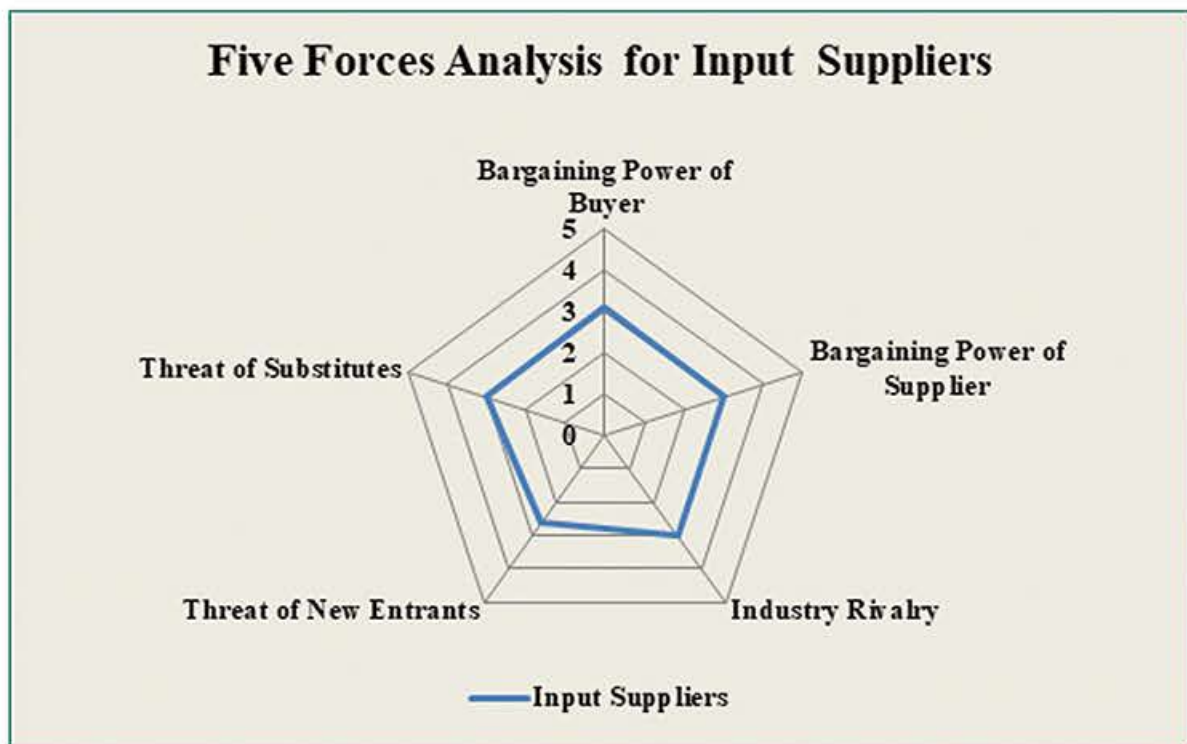 Five Forces Analysis for Input Suppliers
Bargaining Power of
Buyer
5
4
3
2
1
0
Bargaining Power of
Supplier
Threat of Substitutes
Threat of New Entrants
Industry Rivalry
Input Suppliers